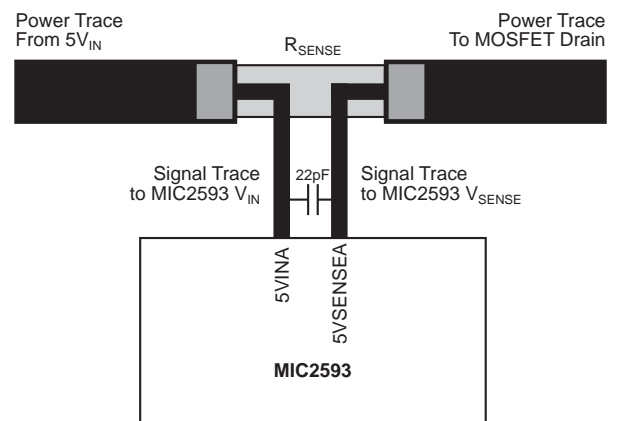 Power Trace
From 5VIN
Power Trace
To MOSFET Drain
RSENSE
Signal Trace
to MIC2593 VIN
22pF
Signal Trace
to MIC2593 VSENSE
5VINA
5VSENSEA
MIC2593